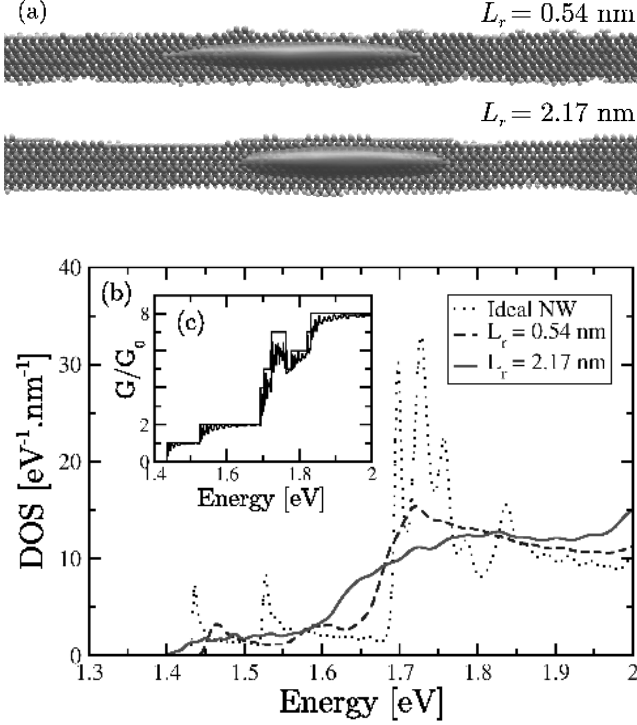 (a)
L_r = 0.54 nm
L_r = 2.17 nm
(b)
(c)
DOS [eV⁻¹.nm⁻¹]
40
30
20
10
0
1.3
1.4
1.5
1.6
1.7
1.8
1.9
2
Energy [eV]
Ideal NW
L_r = 0.54 nm
L_r = 2.17 nm
G/G₀
8
6
4
2
0
1.4
1.6
1.8
2
Energy [eV]